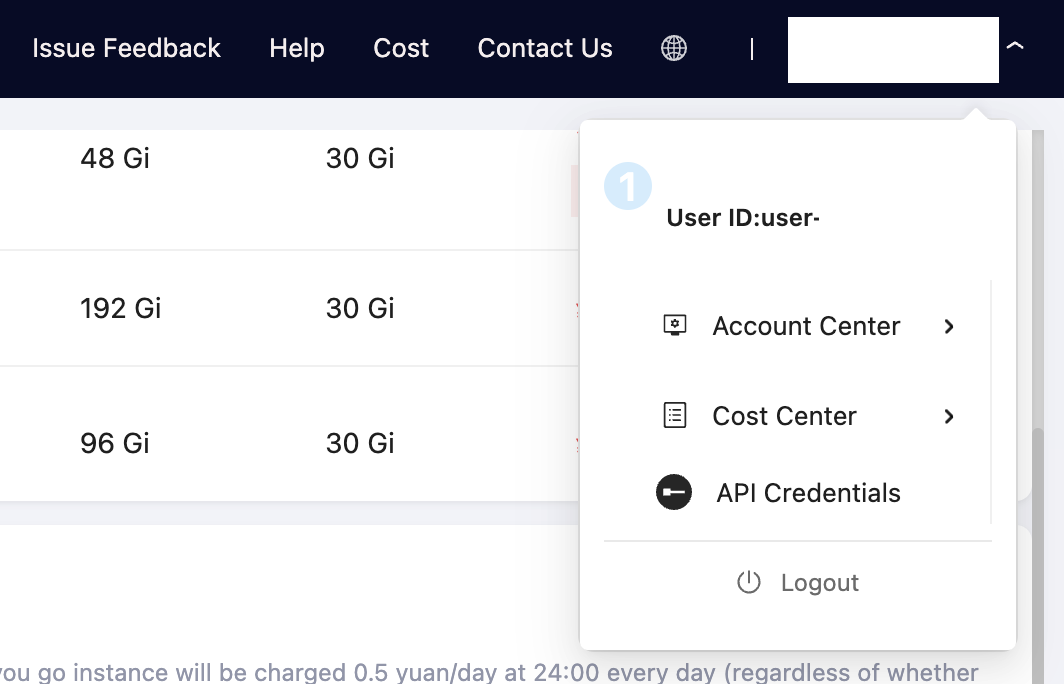 Issue Feedback Help Cost Contact Us |
48 Gi 30 Gi
1
User ID:user-
192 Gi 30 Gi
Account Center
Cost Center
96 Gi 30 Gi
API Credentials
Logout
you go instance will be charged 0.5 yuan/day at 24:00 every day (regardless of whether